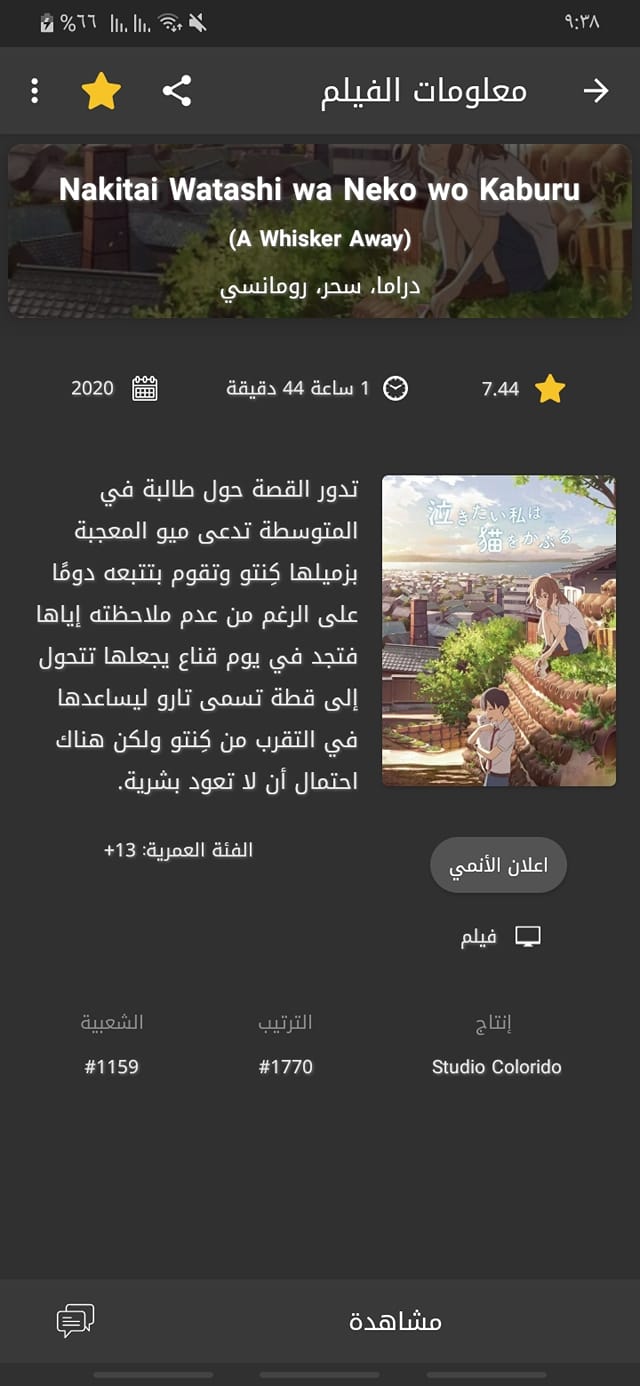 ٩:٣٨
%٦٦
معلومات الفيلم
Nakitai Watashi wa Neko wo Kaburu
(A Whisker Away)
دراما، سحر، رومانسي
7.44
1 ساعة 44 دقيقة
2020
泣きたい私は
猫をかぶる
تدور القصة حول طالبة في
المتوسطة تدعى ميو المعجبة
بزميلها كِنتو وتقوم بتتبعه دومًا
على الرغم من عدم ملاحظته إياها
فتجد في يوم قناع يجعلها تتحول
إلى قطة تسمى تارو ليساعدها
في التقرب من كِنتو ولكن هناك
احتمال أن لا تعود بشرية.
اعلان الأنمي
الفئة العمرية: 13+
فيلم
إنتاج
الترتيب
الشعبية
Studio Colorido
#1770
#1159
مشاهدة